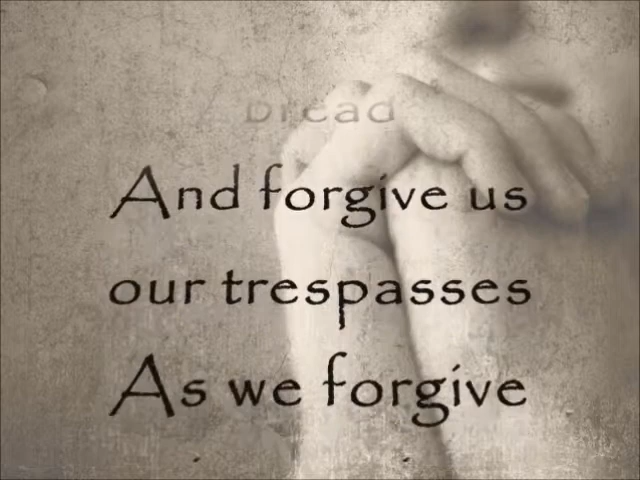 bread
And forgive us
our trespasses
As we forgive